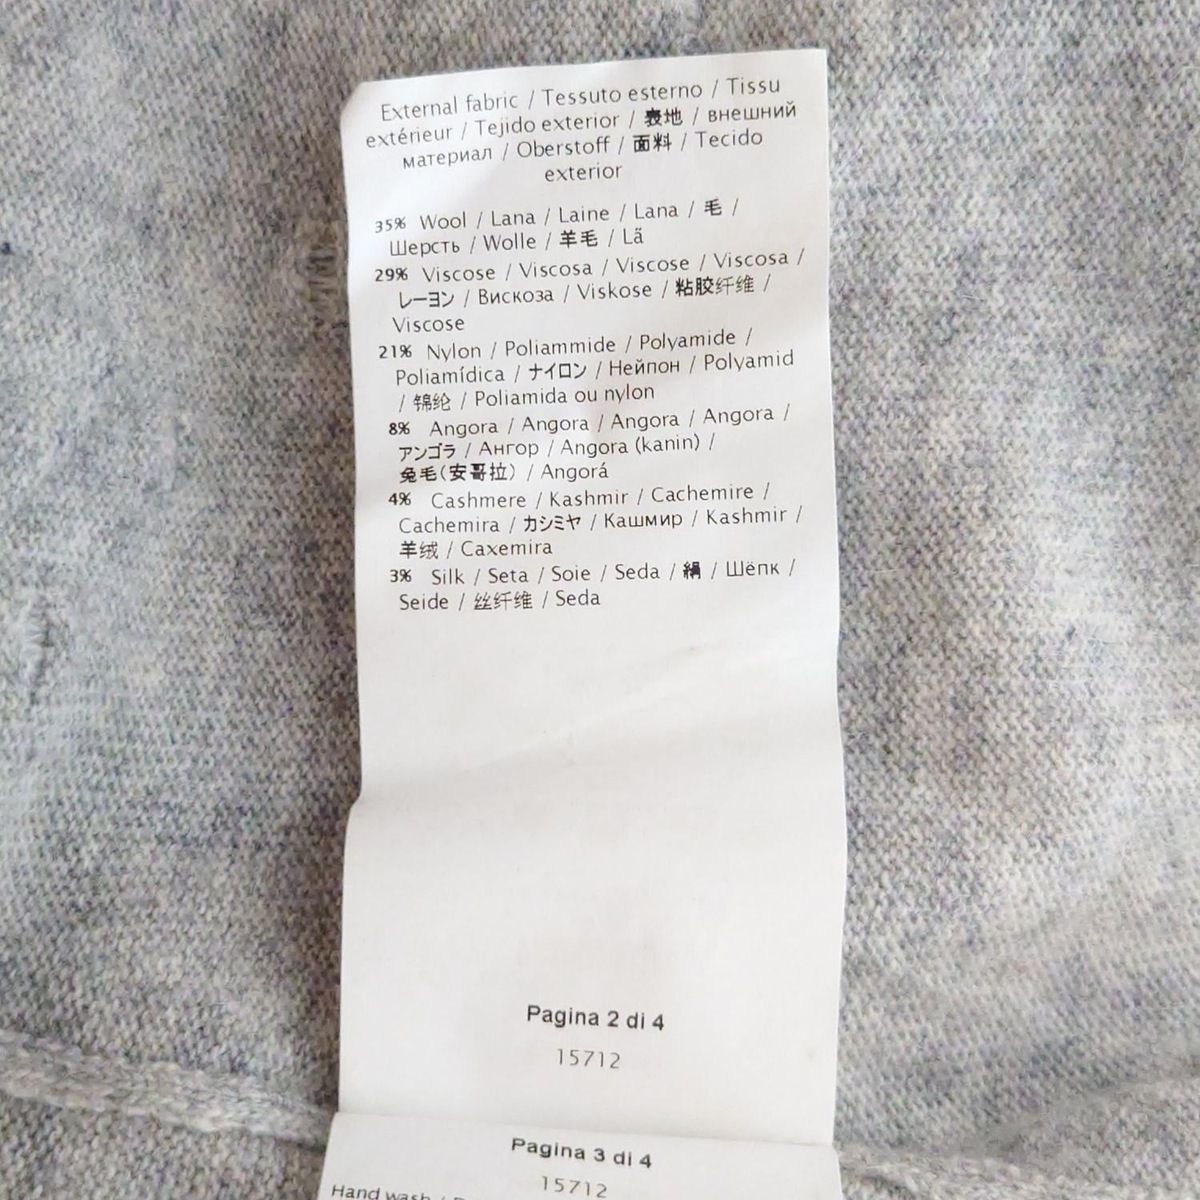 External fabric / Tessuto esterno / Tissu
extérieur / Tejido exterior / 表地 / внешний
материал / Oberstoff / 面料 / Tecido
exterior
35% Wool / Lana / Laine / Lana / 毛 /
Шерсть / Wolle / 羊毛 / Lã
29% Viscose / Viscosa / Viscose / Viscosa /
レーヨン / Вискоза / Viskose / 粘胶纤维 /
Viscose
21% Nylon / Poliammide / Polyamide /
Poliamídica / ナイロン / Нейпон / Polyamid
/ 锦纶 / Poliamida ou nylon
8% Angora / Angora / Angora / Angora /
アンゴラ / Ангор / Angora (kanin) /
兔毛(安哥拉) / Angorá
4% Cashmere / Kashmir / Cachemire /
Cachemira / カシミヤ / Кашмир / Kashmir /
羊绒 / Caxemira
3% Silk / Seta / Soie / Seda / 絹 / Шёпк /
Seide / 丝纤维 / Seda
Pagina 2 di 4
15712
Pagina 3 di 4
15712
Hand wash /